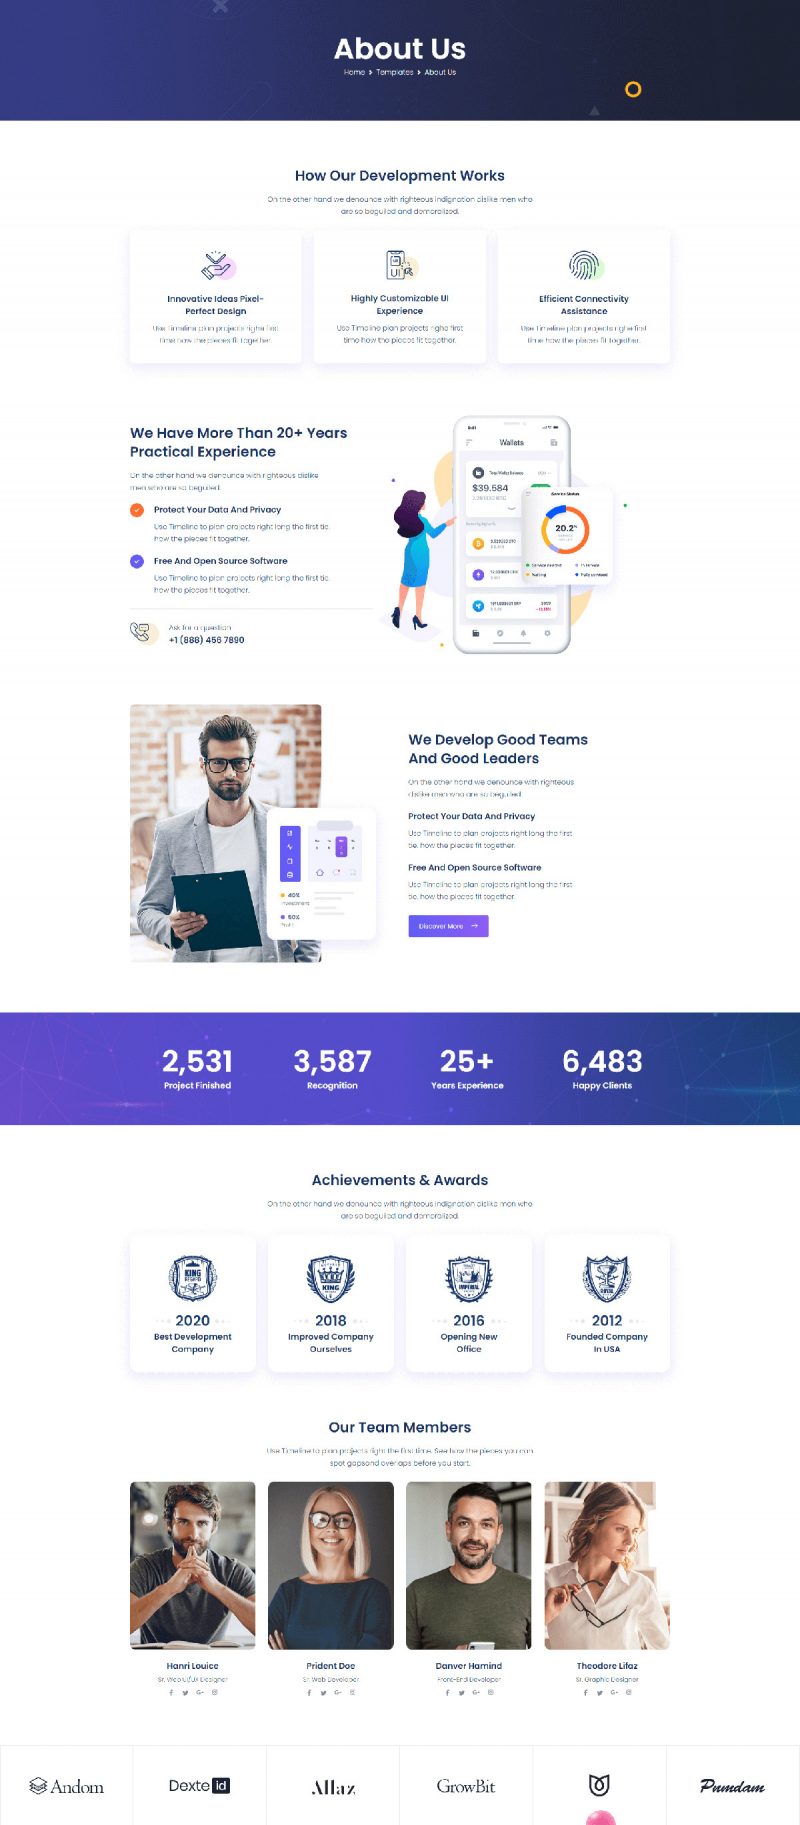 About Us
Home > Templates > About Us
How Our Development Works
On the other hand we denounce with righteous indignation dislike men who
are so beguiled and demoralized.
Innovative Ideas Pixel-
Perfect Design
Use Timeline plan projects righe first
time how the pieces fit together
UI
Highly Customizable UI
Experience
Use Timeline plan projects righe first
time how the pieces fit together.
Efficient Connectivity
Assistance
Use Timeline plan projects righe first
time how the pieces fit together.
We Have More Than 20+ Years
Practical Experience
On the other hand we denounce with righteous dislike
men who are so beguiled.
Protect Your Data And Privacy
Use Timeline to plan projects right long the first tie.
how the pieces fit together.
Free And Open Source Software
Use Timeline to plan projects right long the first tie.
how the pieces fit together.
Ask for a question
+1 (888) 456 7890
9:41
Wallets
Total Wallet Balance
$39.584
Service Status
20.2%
We Develop Good Teams
And Good Leaders
On the other hand we denounce with righteous
dislike men who are so beguiled.
Protect Your Data And Privacy
Use Timeline to plan projects right long the first
tie. how the pieces fit together.
Free And Open Source Software
Use Timeline to plan projects right long the first
tie. how the pieces fit together.
Discover More
40%
Investment
50%
Profit
2,531
Project Finished
3,587
Recognition
25+
Years Experience
6,483
Happy Clients
Achievements & Awards
On the other hand we denounce with righteous indignation dislike men who
are so beguiled and demoralized.
KING
2020
Best Development
Company
KING
2018
Improved Company
Ourselves
IMPERIAL
2016
Opening New
Office
ROYAL
2012
Founded Company
In USA
Our Team Members
Use Timeline to plan projects right the first time. See how the pieces you can
spot gapsand overlaps before you start.
Hanri Louice
Sr. Web UI/UX Designer
Prident Doe
Sr. Web Developer
Danver Hamind
Front-End Developer
Theodore Lifaz
Sr. Graphic Designer
Andom
Dexte id
Allaz
GrowBit
Pumdam